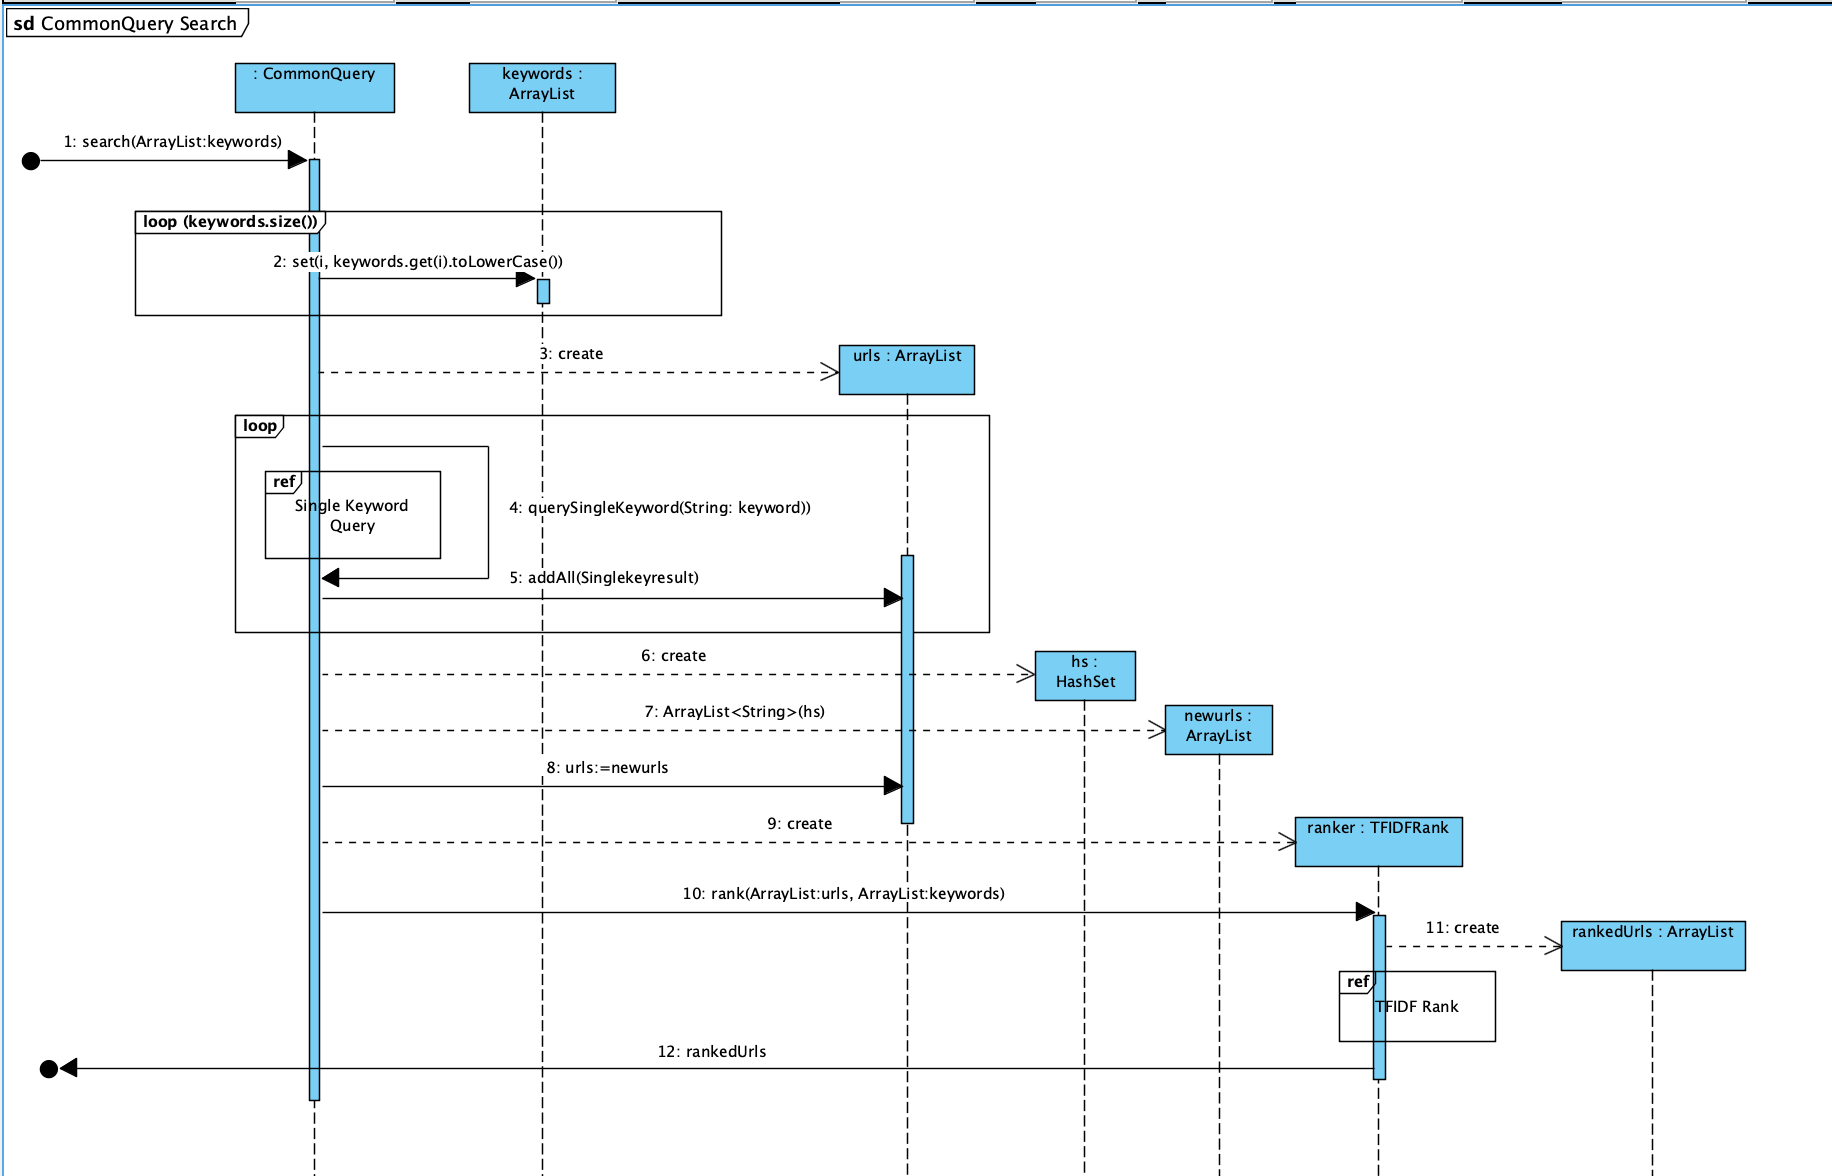 sd CommonQuery Search
: CommonQuery
keywords :
ArrayList
1: search(ArrayList:keywords)
loop (keywords.size())
2: set(i, keywords.get(i).toLowerCase())
3: create
urls : ArrayList
loop
ref
Single Keyword
Query
4: querySingleKeyword(String: keyword))
5: addAll(Singlekeyresult)
6: create
hs :
HashSet
7: ArrayList<String>(hs)
newurls :
ArrayList
8: urls:=newurls
9: create
ranker : TFIDFRank
10: rank(ArrayList:urls, ArrayList:keywords)
11: create
rankedUrls : ArrayList
ref
TFIDF Rank
12: rankedUrls